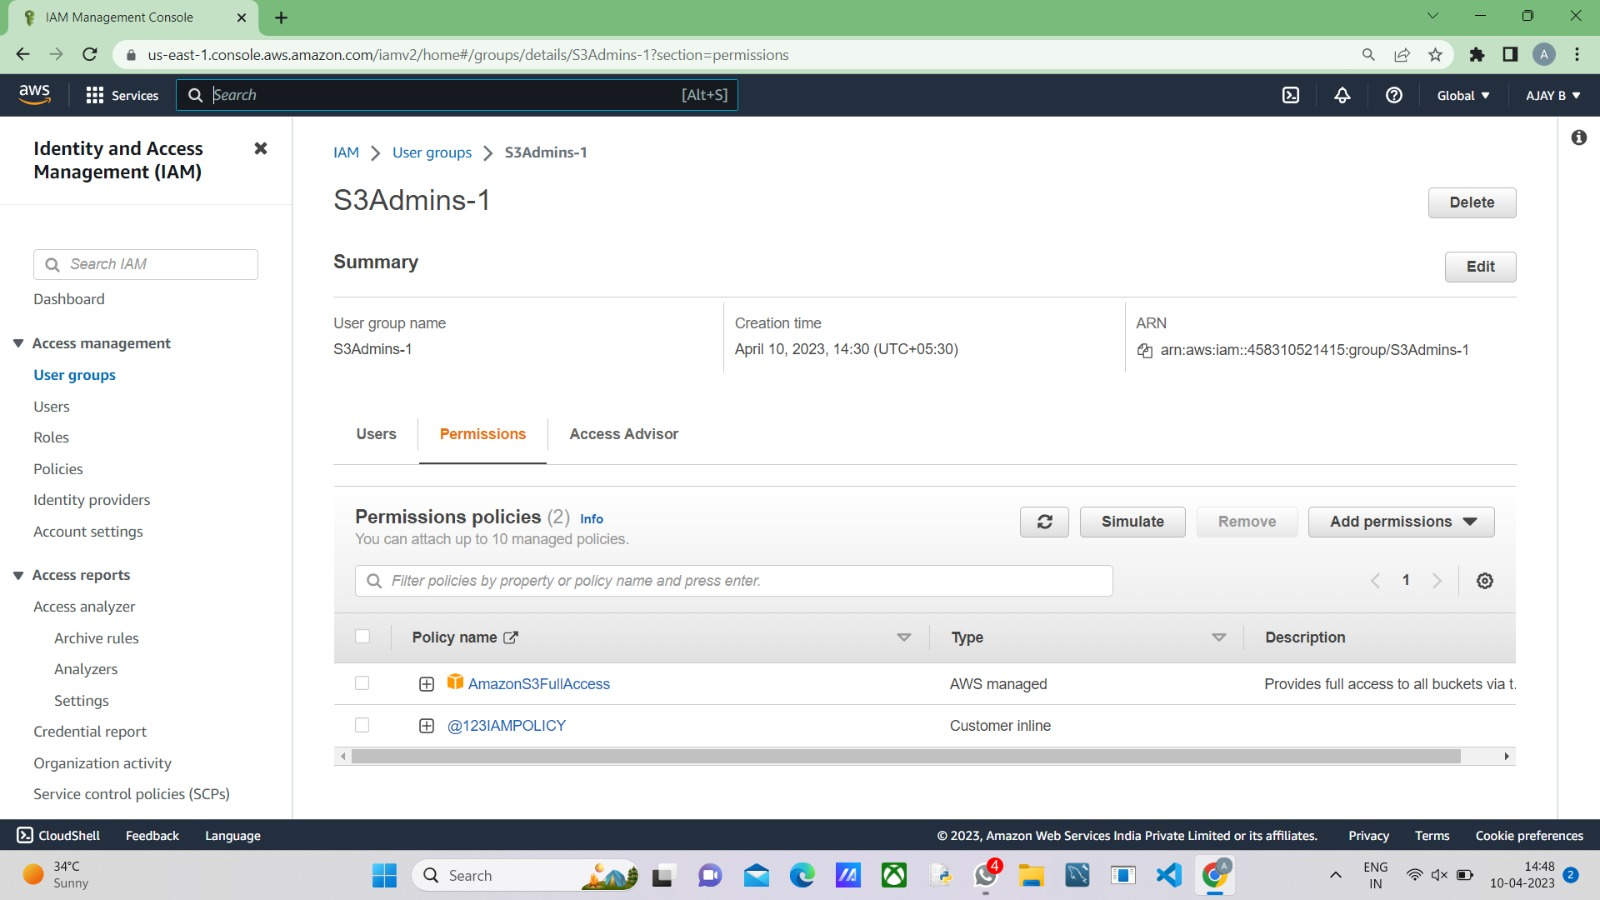 IAM Management Console
us-east-1.console.aws.amazon.com/iamv2/home#/groups/details/S3Admins-1?section=permissions
A
aws
Services
Search
[Alt+S]
Global
AJAY B
Identity and Access
Management (IAM)
Search IAM
Dashboard
Access management
User groups
Users
Roles
Policies
Identity providers
Account settings
Access reports
Access analyzer
Archive rules
Analyzers
Settings
Credential report
Organization activity
Service control policies (SCPs)
IAM
User groups
S3Admins-1
S3Admins-1
Delete
Summary
Edit
User group name
S3Admins-1
Creation time
April 10, 2023, 14:30 (UTC+05:30)
ARN
arn:aws:iam::458310521415:group/S3Admins-1
Users
Permissions
Access Advisor
Permissions policies (2) Info
You can attach up to 10 managed policies.
Simulate
Remove
Add permissions
Filter policies by property or policy name and press enter.
1
Policy name
Type
Description
AmazonS3FullAccess
AWS managed
Provides full access to all buckets via t.
@123IAMPOLICY
Customer inline
CloudShell
Feedback
Language
© 2023, Amazon Web Services India Private Limited or its affiliates.
Privacy
Terms
Cookie preferences
34°C
Sunny
Search
4
A
ENG
IN
14:48
10-04-2023
2